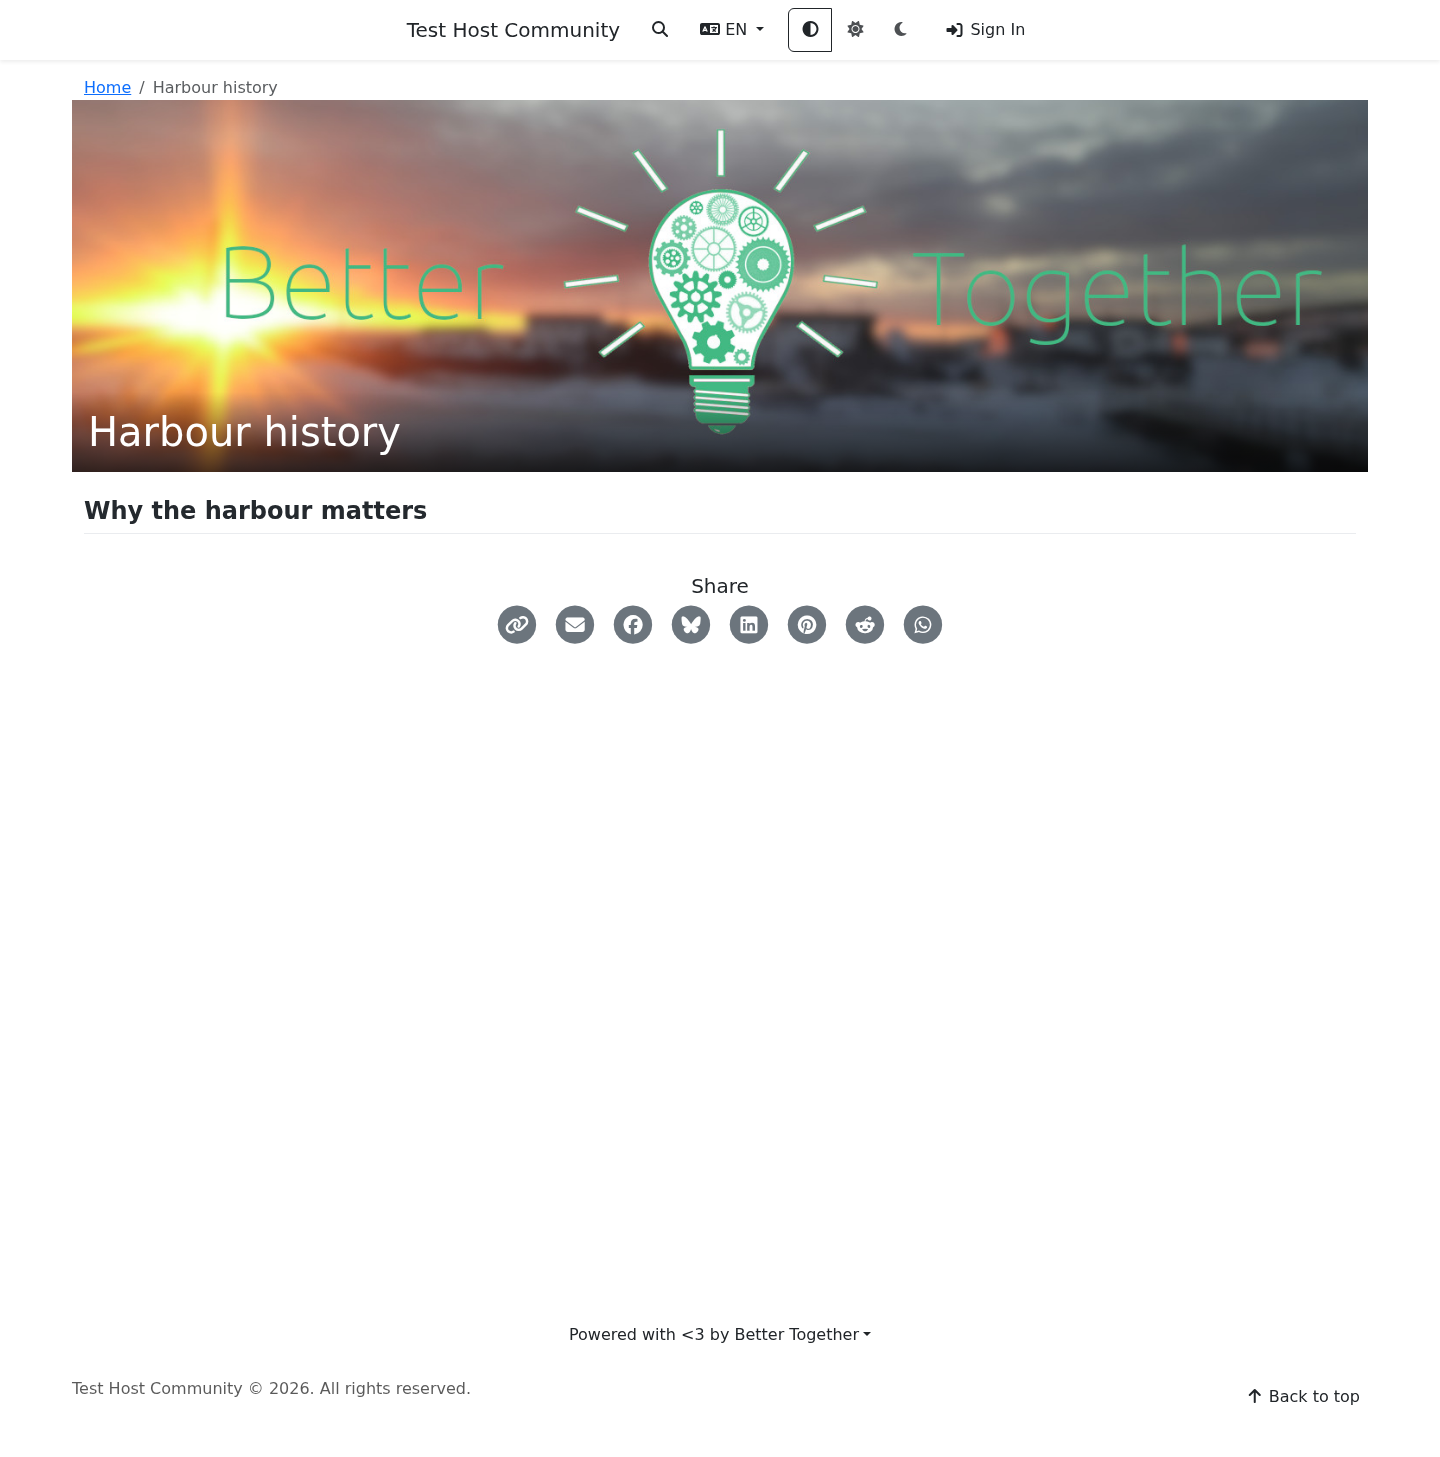 Test Host Community EN Sign In
Home / Harbour history
Better Together
Harbour history
Why the harbour matters
Share
Powered with <3 by Better Together
Test Host Community © 2026. All rights reserved.
Back to top